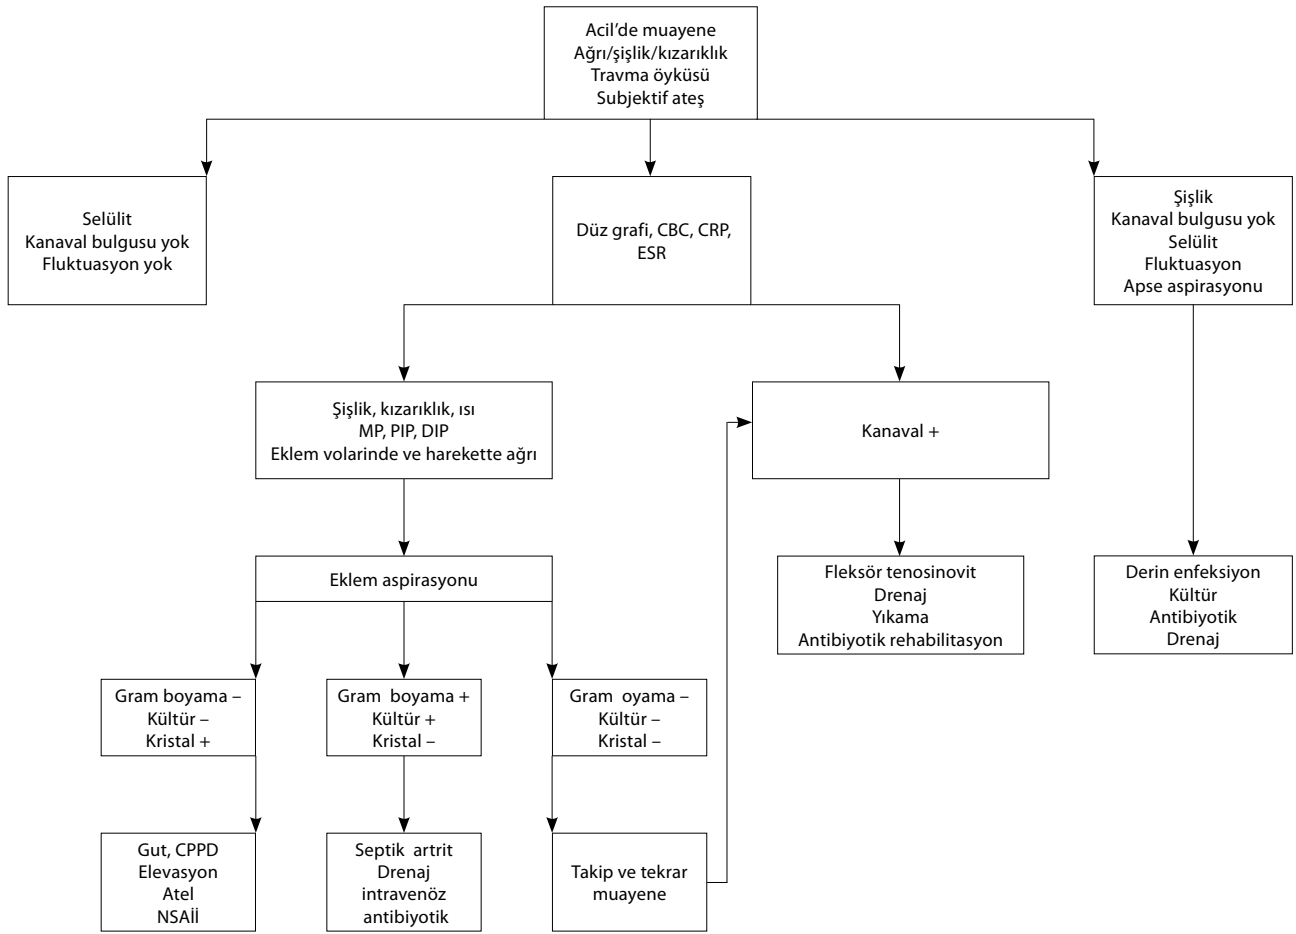 Acil’de muayene
Ağrı/şişlik/kızarıklık
Travma öyküsü
Subjektif ateş
Selülit
Kanaval bulgusu yok
Fluktuasyon yok
Düz grafi, CBC, CRP,
ESR
Şişlik
Kanaval bulgusu yok
Selülit
Fluktuasyon
Apse aspirasyonu
Şişlik, kızarıklık, ısı
MP, PIP, DIP
Eklem volarinde ve harekette ağrı
Kanaval +
Eklem aspirasyonu
Fleksör tenosinovit
Drenaj
Yıkama
Antibiyotik rehabilitasyon
Derin enfeksiyon
Kültür
Antibiyotik
Drenaj
Gram boyama –
Kültür –
Kristal +
Gram boyama +
Kültür +
Kristal –
Gram oyama –
Kültür –
Kristal –
Gut, CPPD
Elevasyon
Atel
NSAİİ
Septik artrit
Drenaj
intravenöz
antibiyotik
Takip ve tekrar
muayene